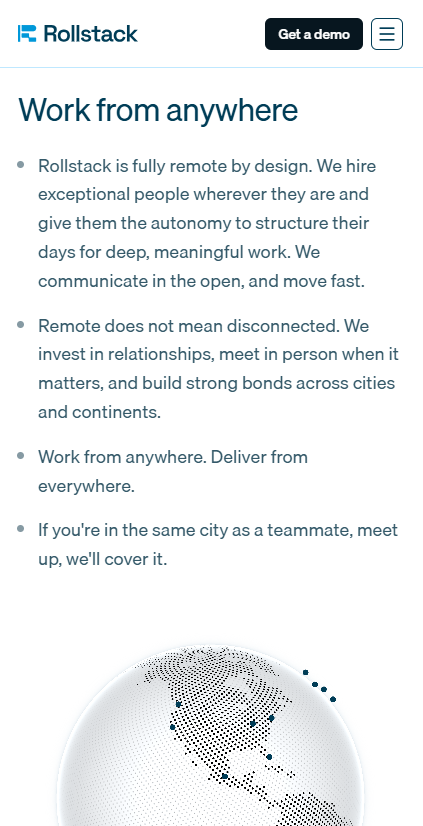 Rollstack
Get a demo
Work from anywhere
Rollstack is fully remote by design. We hire
exceptional people wherever they are and
give them the autonomy to structure their
days for deep, meaningful work. We
communicate in the open, and move fast.
Remote does not mean disconnected. We
invest in relationships, meet in person when it
matters, and build strong bonds across cities
and continents.
Work from anywhere. Deliver from
everywhere.
If you're in the same city as a teammate, meet
up, we'll cover it.